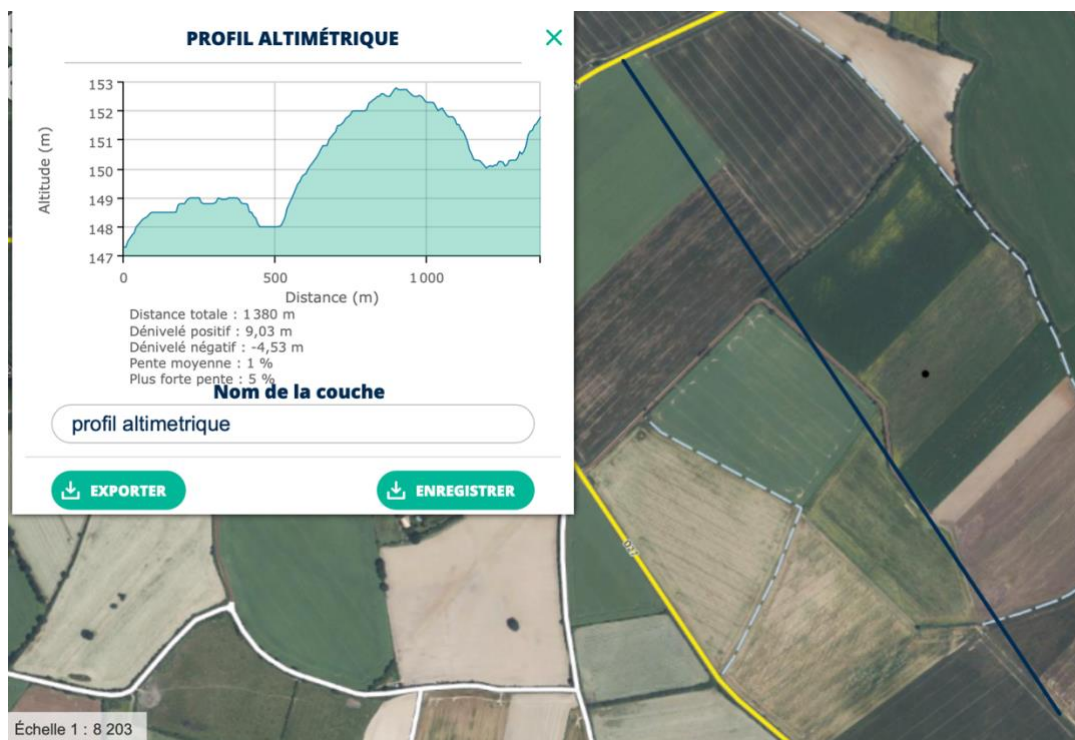 PROFIL ALTIMÉTRIQUE
153
152
151
150
149
148
147
Altitude (m)
0 500 1000
Distance (m)
Distance totale : 1 380 m
Dénivelé positif : 9,03 m
Dénivelé négatif : -4,53 m
Pente moyenne : 1 %
Plus forte pente : 5 %
Nom de la couche
profil altimetrique
EXPORTER ENREGISTRER
Échelle 1 : 8 203